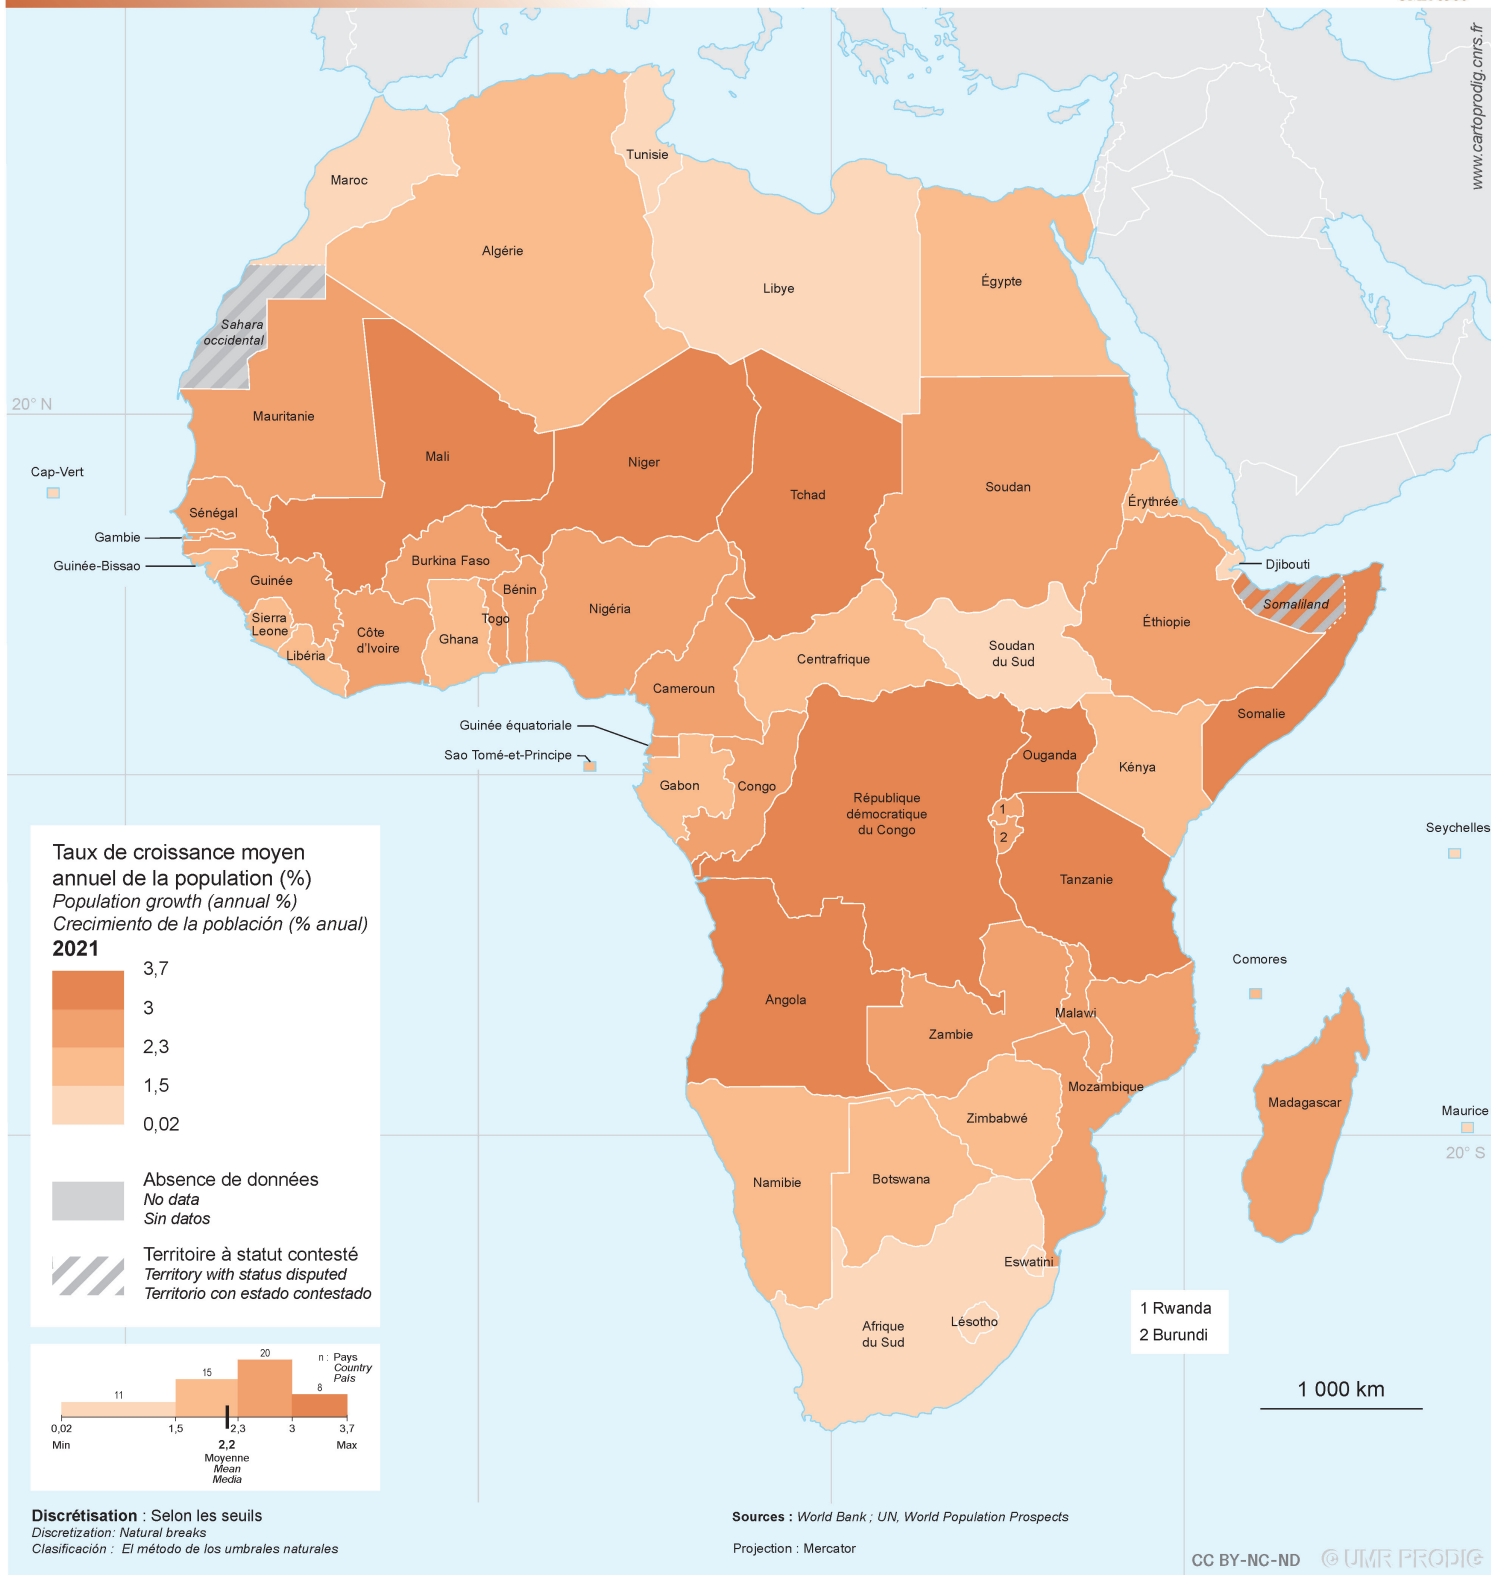 www.cartoprodig.cnrs.fr
Tunisie
Maroc
Algérie
Libye
Égypte
Sahara
occidental
20° N
Mauritanie
Mali
Niger
Tchad
Soudan
Cap-Vert
Érythrée
Sénégal
Gambie
Guinée-Bissao
Djibouti
Burkina Faso
Guinée
Bénin
Nigéria
Somaliland
Sierra
Leone
Togo
Côte
d'Ivoire
Ghana
Éthiopie
Libéria
Centrafrique
Soudan
du Sud
Cameroun
Somalie
Guinée équatoriale
Sao Tomé-et-Principe
Ouganda
Kénya
Gabon
Congo
République
démocratique
du Congo
1
2
Seychelles
Tanzanie
Comores
Angola
Malawi
Zambie
Mozambique
Madagascar
Maurice
Zimbabwé
20° S
Namibie
Botswana
Eswatini
Lésotho
Afrique
du Sud
1 Rwanda
2 Burundi
1 000 km
Taux de croissance moyen
annuel de la population (%)
Population growth (annual %)
Crecimiento de la población (% anual)
2021
3,7
3
2,3
1,5
0,02
Absence de données
No data
Sin datos
Territoire à statut contesté
Territory with status disputed
Territorio con estado contestado
20
n : Pays
Country
País
15
11
8
0,02
1,5
2,3
3
3,7
Min
2,2
Max
Moyenne
Mean
Media
Discrétisation : Selon les seuils
Discretization: Natural breaks
Clasificación : El método de los umbrales naturales
Sources : World Bank ; UN, World Population Prospects
Projection : Mercator
CC BY-NC-ND
© UMR PRODIG